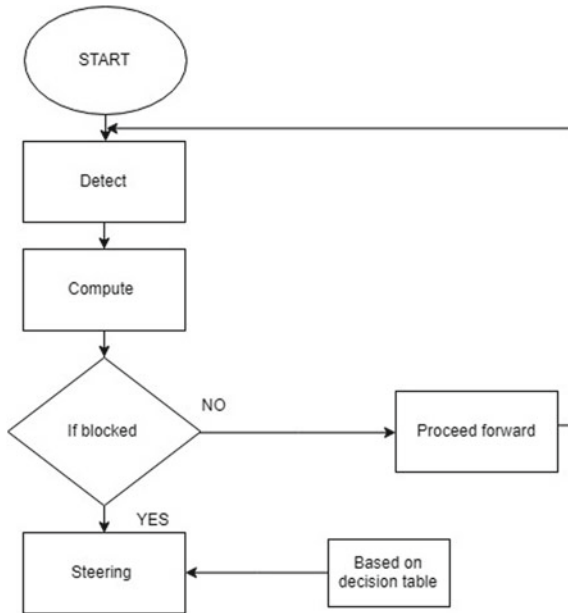 START
Detect
Compute
If blocked
NO
Proceed forward
YES
Steering
Based on
decision table